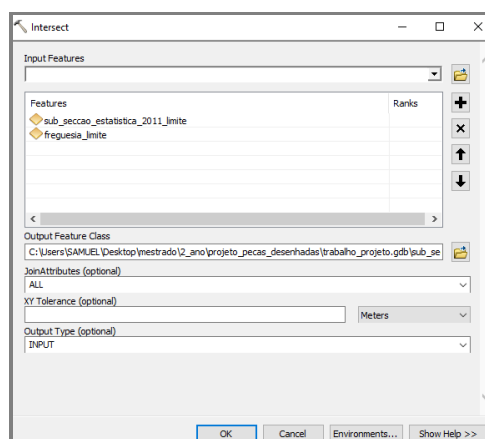 Intersect
Input Features
Features Ranks
sub_seccao_estatistica_2011_limite
freguesia_limite
Output Feature Class
C:\Users\SAMUEL\Desktop\mestrado\2_ano\projeto_pecas_desenhadas\trabalho_projeto.gdb\sub_se
JoinAttributes (optional)
ALL
XY Tolerance (optional)
Meters
Output Type (optional)
INPUT
OK Cancel Environments... Show Help >>